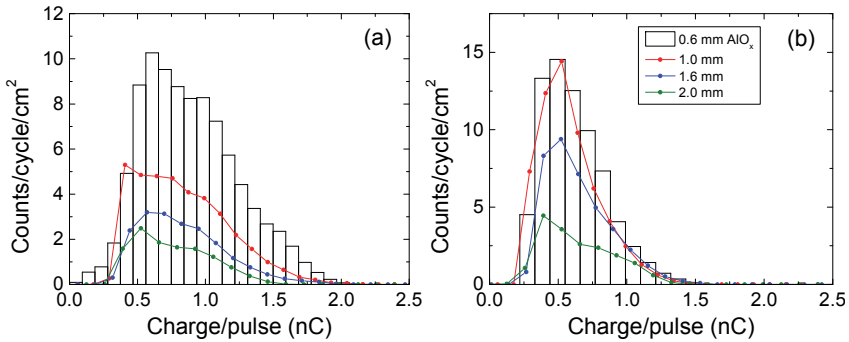 (a)
Counts/cycle/cm²
12
10
8
6
4
2
0
0.0 0.5 1.0 1.5 2.0 2.5
Charge/pulse (nC)
(b)
0.6 mm AlOₓ
1.0 mm
1.6 mm
2.0 mm
Counts/cycle/cm²
15
10
5
0
0.0 0.5 1.0 1.5 2.0 2.5
Charge/pulse (nC)